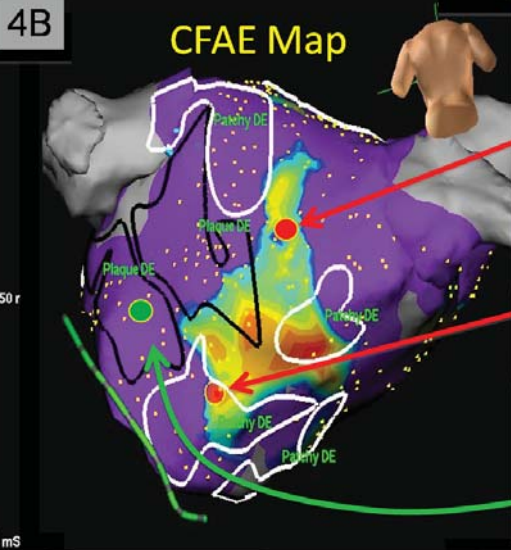 4B
CFAE Map
Patchy DE
Plaque DE
Plaque DE
50 r
Patchy DE
Patchy DE
Patchy DE
mS